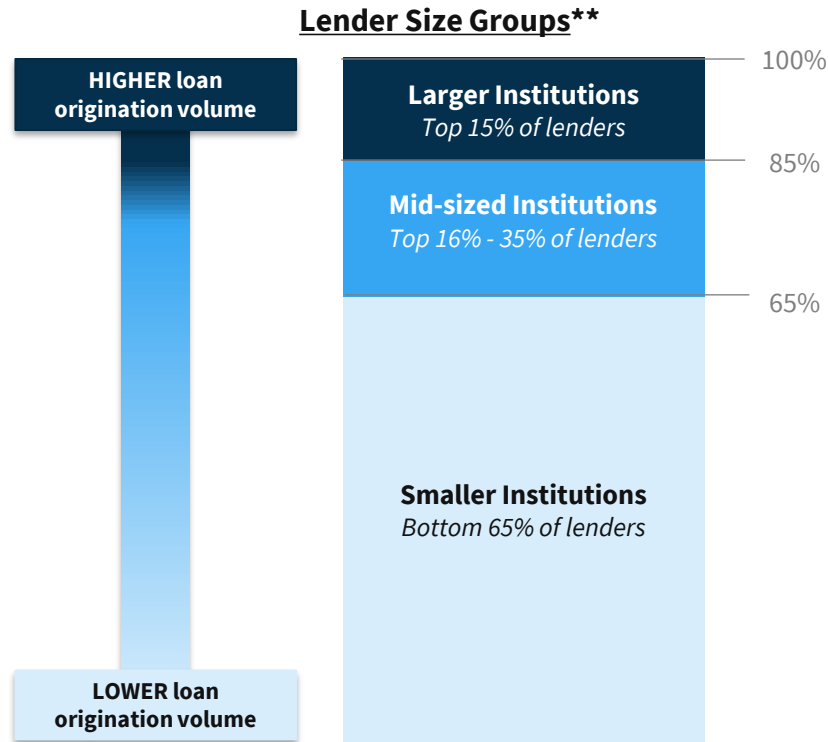 Lender Size Groups**
HIGHER loan
origination volume
LOWER loan
origination volume
Larger Institutions
Top 15% of lenders
Mid-sized Institutions
Top 16% - 35% of lenders
Smaller Institutions
Bottom 65% of lenders
100%
85%
65%